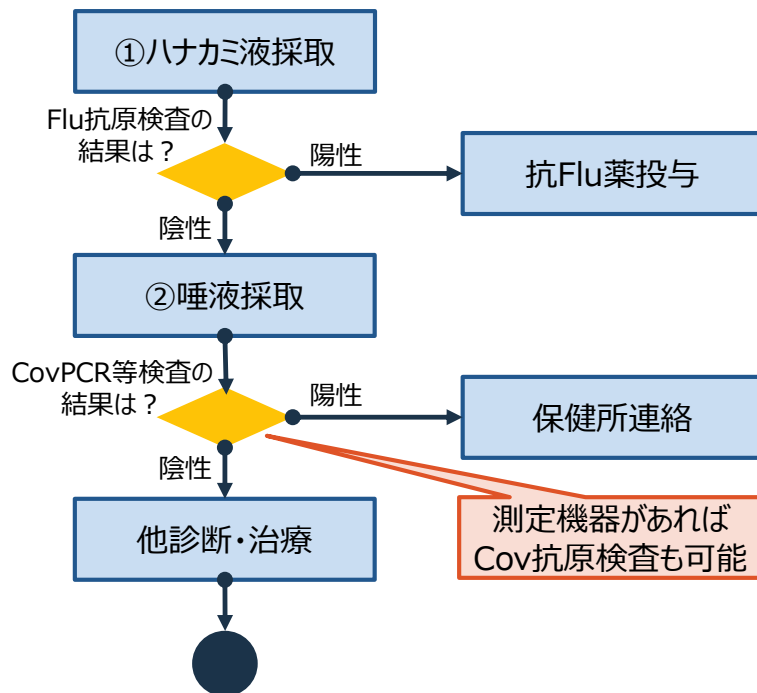 ①ハナカミ液採取
Flu抗原検査の
結果は？
陽性
抗Flu薬投与
陰性
②唾液採取
CovPCR等検査の
結果は？
陽性
保健所連絡
陰性
測定機器があれば
Cov抗原検査も可能
他診断・治療